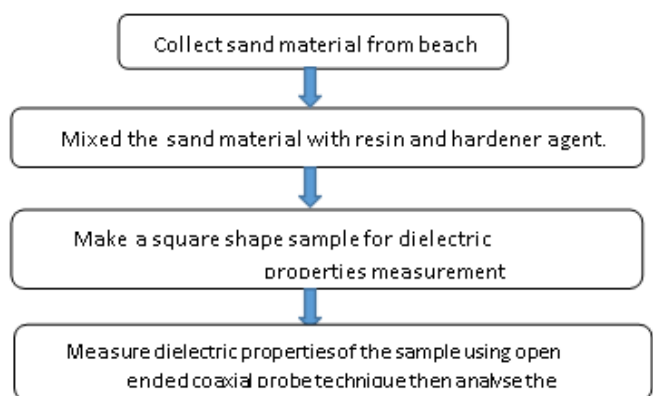 Collect sand material from beach
Mixed the sand material with resin and hardener agent.
Make a square shape sample for dielectric
properties measurement
Measure dielectric properties of the sample using open
ended coaxial probe technique then analyse the